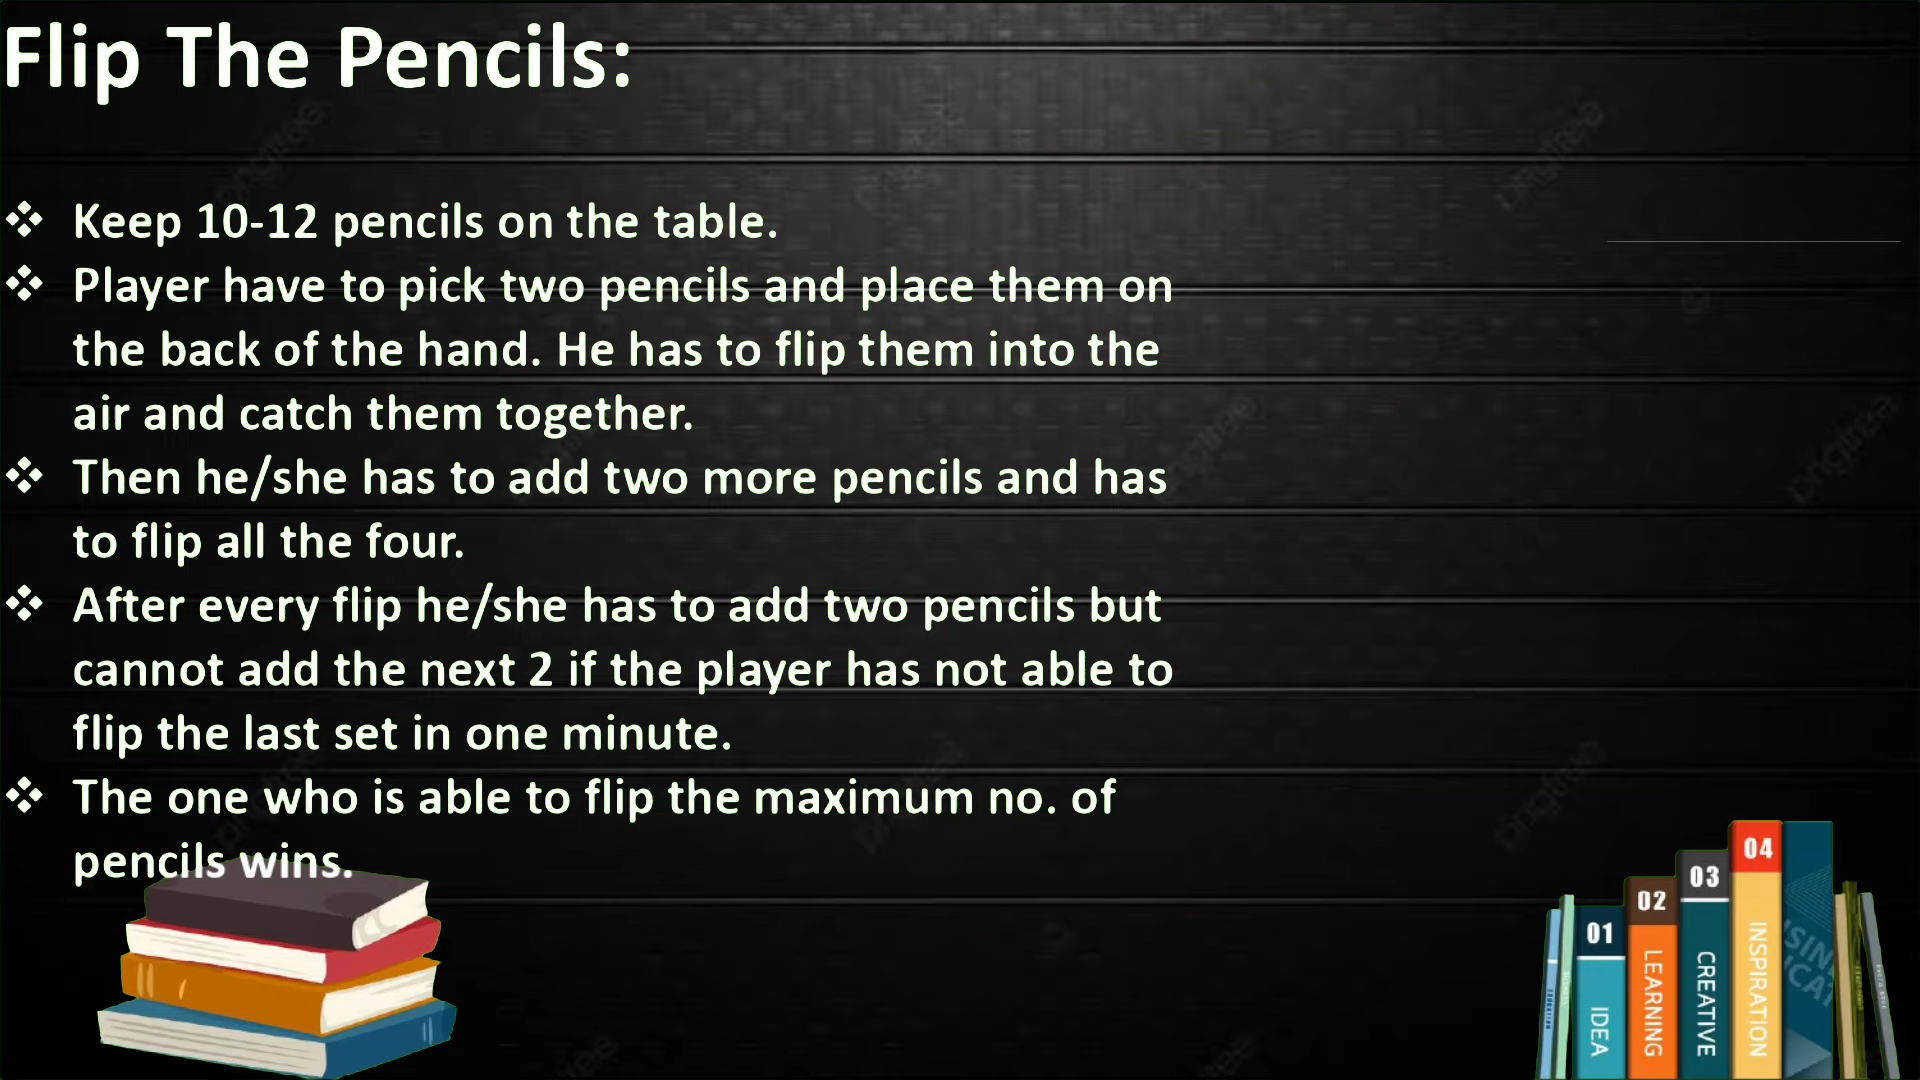 Flip The Pencils:
❖ Keep 10-12 pencils on the table.
❖ Player have to pick two pencils and place them on
the back of the hand. He has to flip them into the
air and catch them together.
❖ Then he/she has to add two more pencils and has
to flip all the four.
❖ After every flip he/she has to add two pencils but
cannot add the next 2 if the player has not able to
flip the last set in one minute.
❖ The one who is able to flip the maximum no. of
pencils wins.
01 IDEA
02 LEARNING
03 CREATIVE
04 INSPIRATION
pngtree